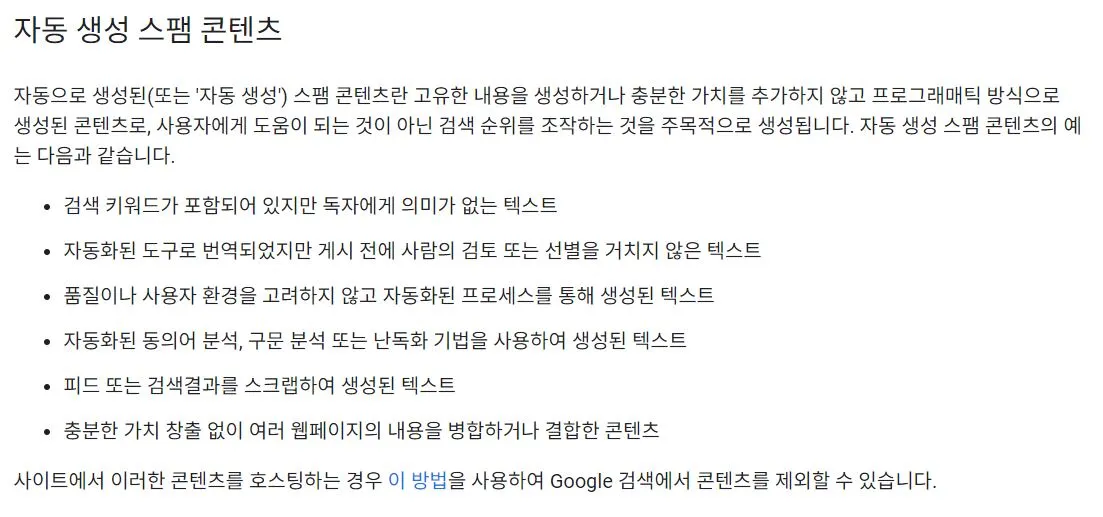 자동 생성 스팸 콘텐츠
자동으로 생성된(또는 '자동 생성') 스팸 콘텐츠란 고유한 내용을 생성하거나 충분한 가치를 추가하지 않고 프로그래매틱 방식으로
생성된 콘텐츠로, 사용자에게 도움이 되는 것이 아닌 검색 순위를 조작하는 것을 주목적으로 생성됩니다. 자동 생성 스팸 콘텐츠의 예
는 다음과 같습니다.
• 검색 키워드가 포함되어 있지만 독자에게 의미가 없는 텍스트
• 자동화된 도구로 번역되었지만 게시 전에 사람의 검토 또는 선별을 거치지 않은 텍스트
• 품질이나 사용자 환경을 고려하지 않고 자동화된 프로세스를 통해 생성된 텍스트
• 자동화된 동의어 분석, 구문 분석 또는 난독화 기법을 사용하여 생성된 텍스트
• 피드 또는 검색결과를 스크랩하여 생성된 텍스트
• 충분한 가치 창출 없이 여러 웹페이지의 내용을 병합하거나 결합한 콘텐츠
사이트에서 이러한 콘텐츠를 호스팅하는 경우 이 방법을 사용하여 Google 검색에서 콘텐츠를 제외할 수 있습니다.